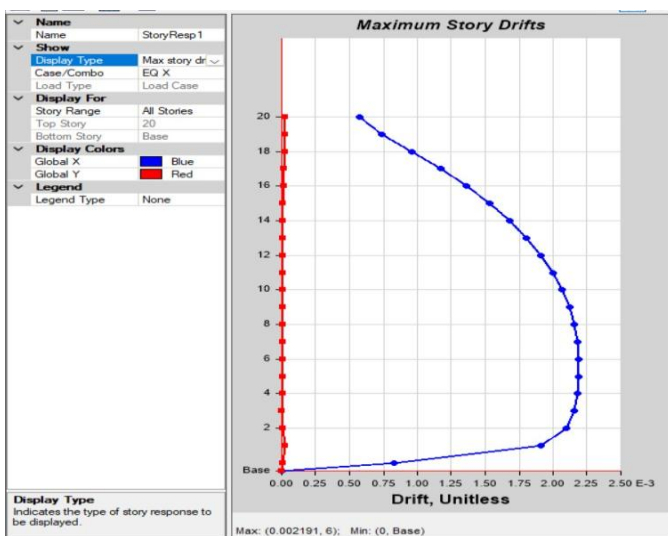 Name
Name StoryResp1
Show
Display Type Max story dr
Case/Combo EQ X
Load Type Load Case
Display For
Story Range All Stories
Top Story 20
Bottom Story Base
Display Colors
Global X Blue
Global Y Red
Legend
Legend Type None
Display Type
Indicates the type of story response to
be displayed.
Maximum Story Drifts
20
18
16
14
12
10
8
6
4
2
Base
0.00 0.25 0.50 0.75 1.00 1.25 1.50 1.75 2.00 2.25 2.50 E-3
Drift, Unitless
Max: (0.002191, 6); Min: (0, Base)